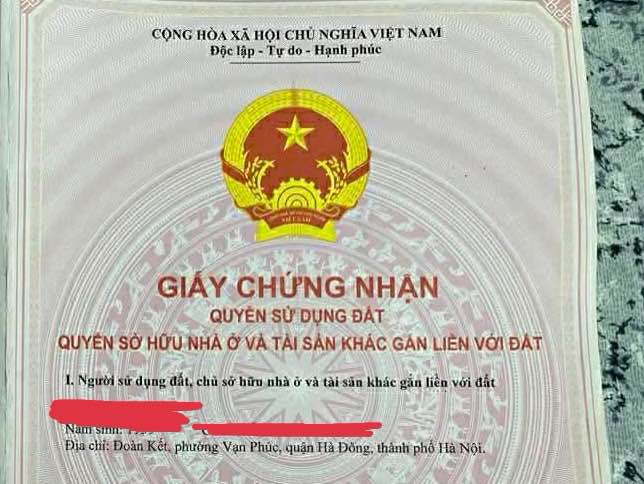 CỘNG HÒA XÃ HỘI CHỦ NGHĨA VIỆT NAM
Độc lập - Tự do - Hạnh phúc
VIỆT NAM
GIẤY CHỨNG NHẬN
QUYỀN SỬ DỤNG ĐẤT
QUYỀN SỞ HỮU NHÀ Ở VÀ TÀI SẢN KHÁC GẮN LIỀN VỚI ĐẤT
I. Người sử dụng đất, chủ sở hữu nhà ở và tài sản khác gắn liền với đất
Năm sinh:
Địa chỉ: Đoàn Kết, phường Vạn Phúc, quận Hà Đông, thành phố Hà Nội.